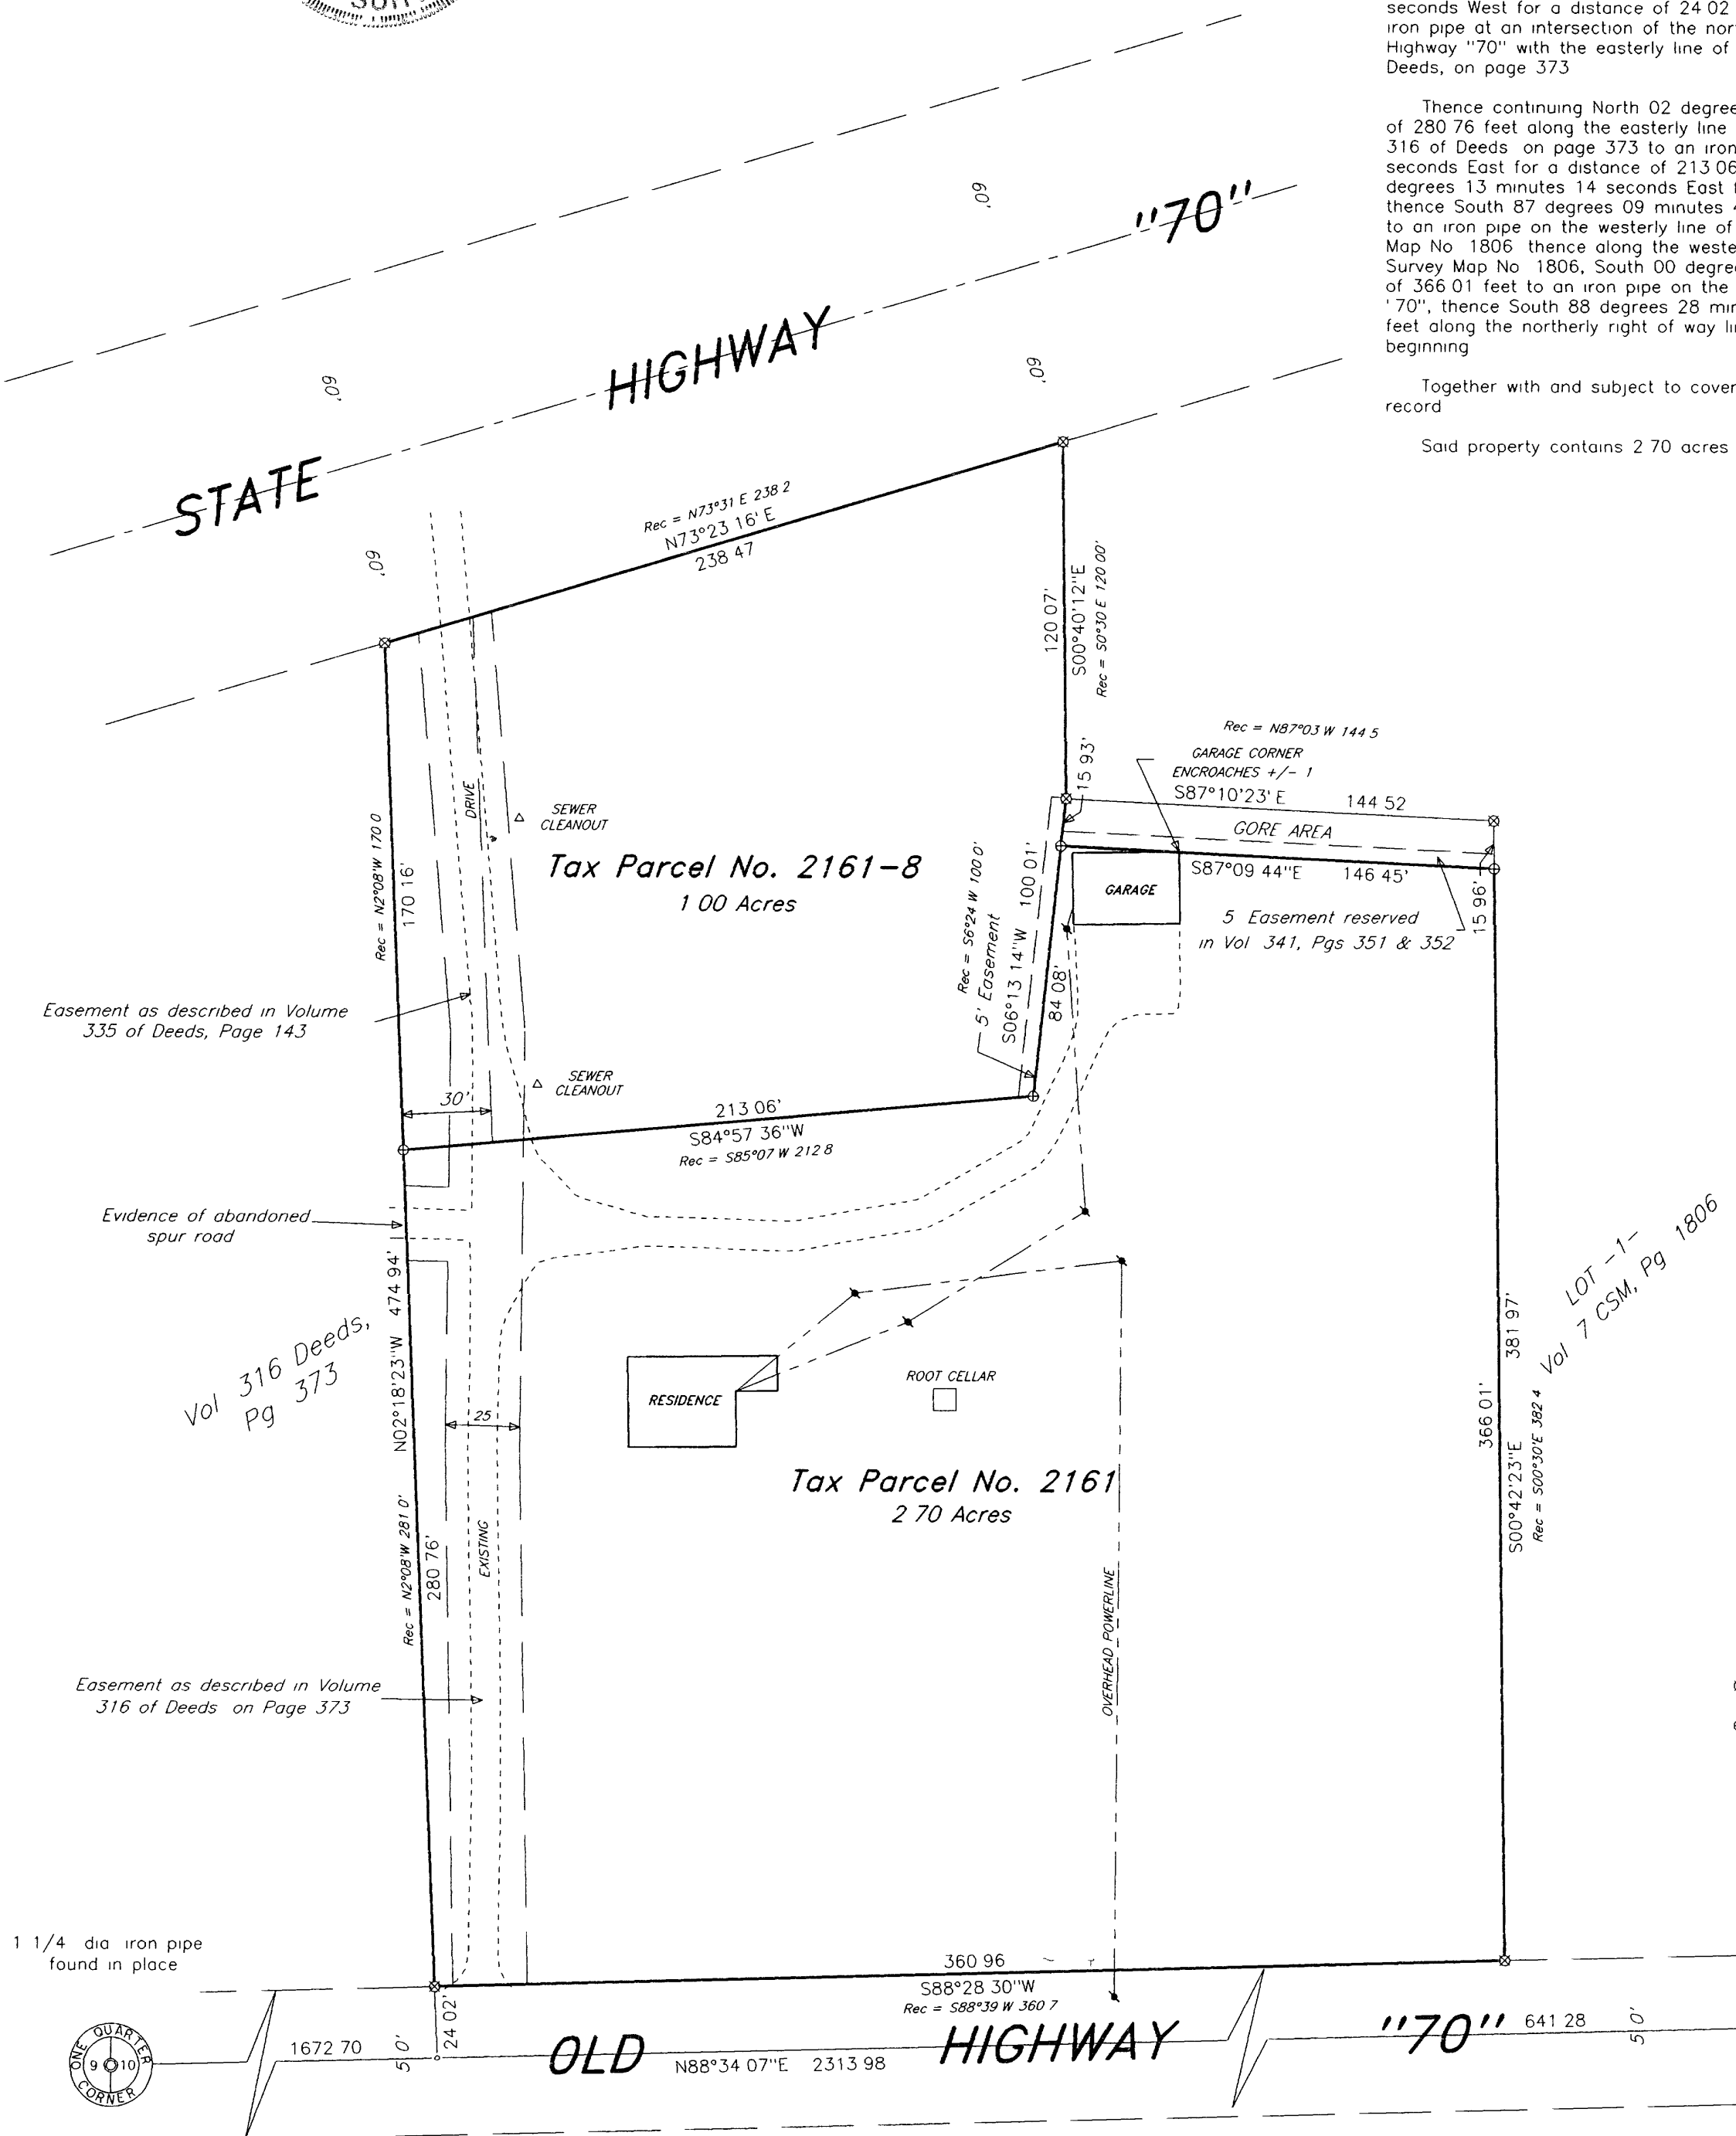 seconds West for a distance of 24 02
iron pipe at an intersection of the nor
Highway "70" with the easterly line of
Deeds, on page 373
Thence continuing North 02 degree
of 280 76 feet along the easterly line
316 of Deeds on page 373 to an iron
seconds East for a distance of 213 06
degrees 13 minutes 14 seconds East
thence South 87 degrees 09 minutes
to an iron pipe on the westerly line of
Map No 1806 thence along the weste
Survey Map No 1806, South 00 degre
of 366 01 feet to an iron pipe on the
'70", thence South 88 degrees 28 min
feet along the northerly right of way li
beginning
Together with and subject to cover
record
Said property contains 2 70 acres
60'
60'
60'
60'
STATE HIGHWAY "70"
Rec = N73°31 E 238 2
N73°23 16' E
238 47
120 07'
S00°40'12"E
Rec = S0°30 E 120 00'
Rec = N2°08'W 170 0
170 16'
DRIVE
SEWER
CLEANOUT
Tax Parcel No. 2161-8
1 00 Acres
15 93'
Rec = N87°03 W 144 5
GARAGE CORNER
ENCROACHES +/- 1
S87°10'23' E 144 52
GORE AREA
S87°09 44"E 146 45'
15 96'
GARAGE
5 Easement reserved
in Vol 341, Pgs 351 & 352
Rec = S6°24 W 100 0'
5' Easement
S06°13 14"W 100 01'
84 08'
Easement as described in Volume
335 of Deeds, Page 143
SEWER
CLEANOUT
30'
213 06'
S84°57 36"W
Rec = S85°07 W 212 8
Evidence of abandoned
spur road
N02°18'23"W 474 94'
Vol 316 Deeds,
Pg 373
25
RESIDENCE
ROOT CELLAR
Tax Parcel No. 2161
2 70 Acres
LOT -1-
Vol 7 CSM, Pg 1806
381 97'
366 01'
S00°42'23"E
Rec = S00°30'E 382 4
Rec = N2°08'W 281 0'
280 76'
EXISTING
OVERHEAD POWERLINE
Easement as described in Volume
316 of Deeds on Page 373
1 1/4 dia iron pipe
found in place
360 96
S88°28 30"W
Rec = S88°39 W 360 7
ONE QUARTER
9 10
CORNER
1672 70
5 0'
24 02'
OLD HIGHWAY "70"
N88°34 07"E 2313 98
641 28
5 0'